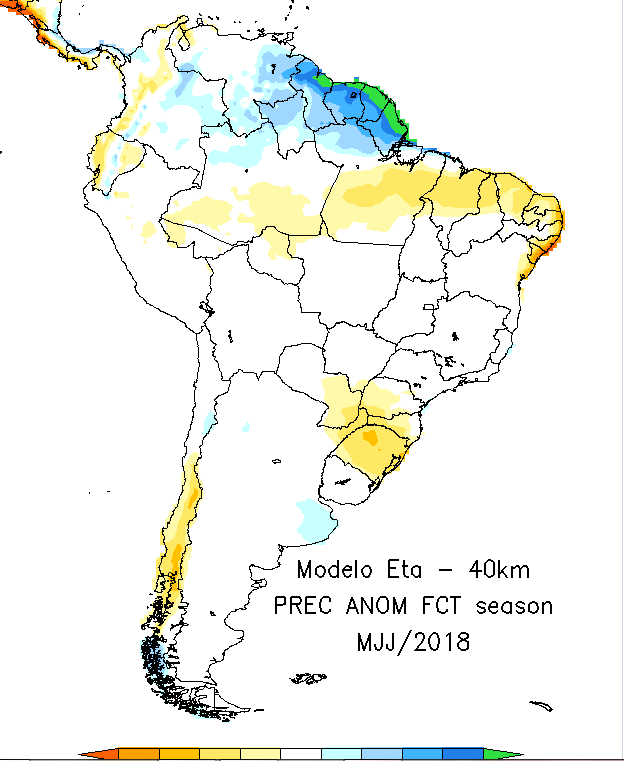 Modelo Eta - 40km
PREC ANOM FCT season
MJJ/2018